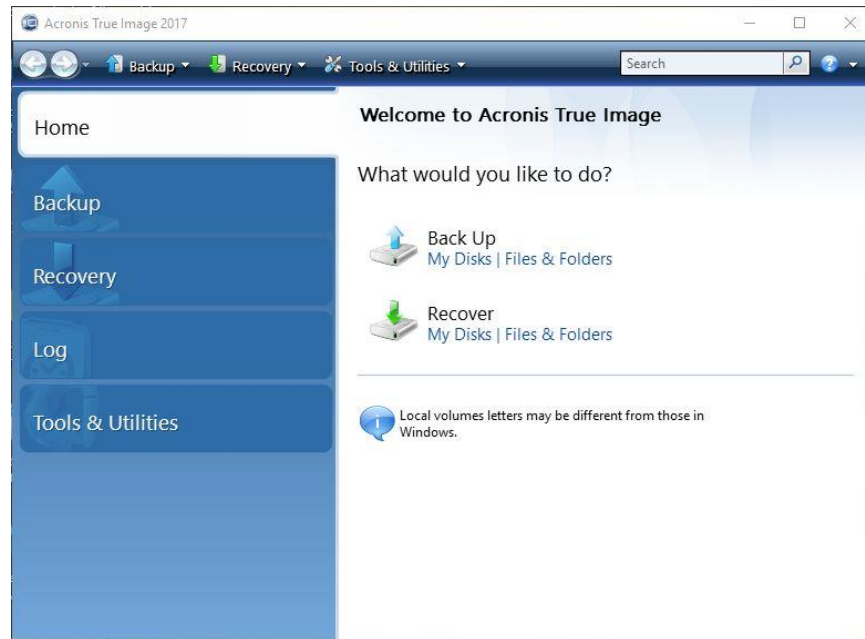 Acronis True Image 2017
Backup Recovery Tools & Utilities Search
Home
Backup
Recovery
Log
Tools & Utilities
Welcome to Acronis True Image
What would you like to do?
Back Up
My Disks | Files & Folders
Recover
My Disks | Files & Folders
Local volumes letters may be different from those in
Windows.